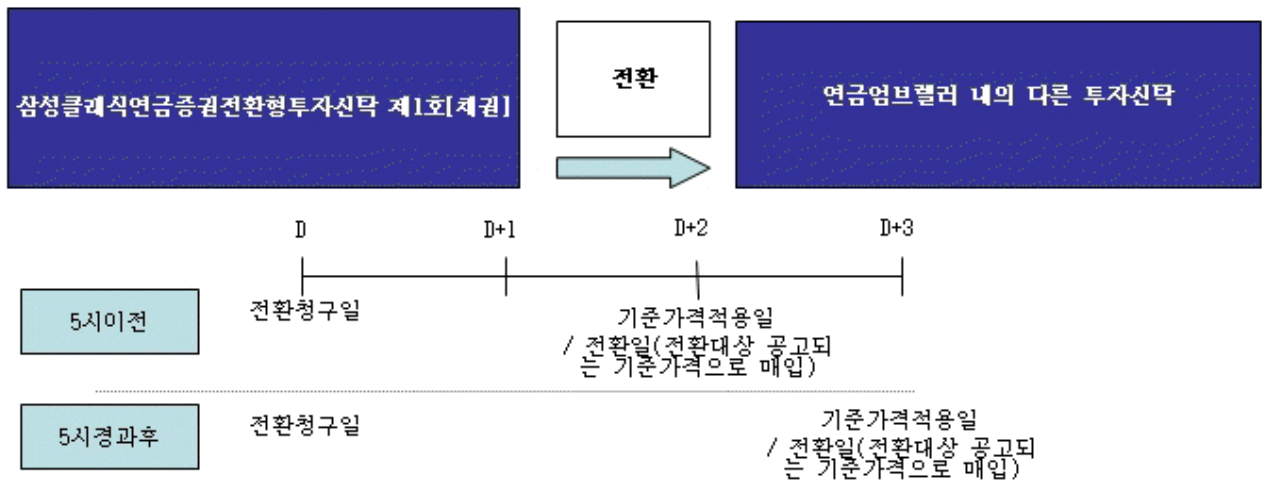 삼성클래식연금증권전환형투자신탁 제1호[채권]
전환
연금엄브렐러 내의 다른 투자신탁
D
D+1
D+2
D+3
5시이전
전환청구일
기준가격적용일
/ 전환일(전환대상 공고되
는 기준가격으로 매입)
5시경과후
전환청구일
기준가격적용일
/ 전환일(전환대상 공고되
는 기준가격으로 매입)